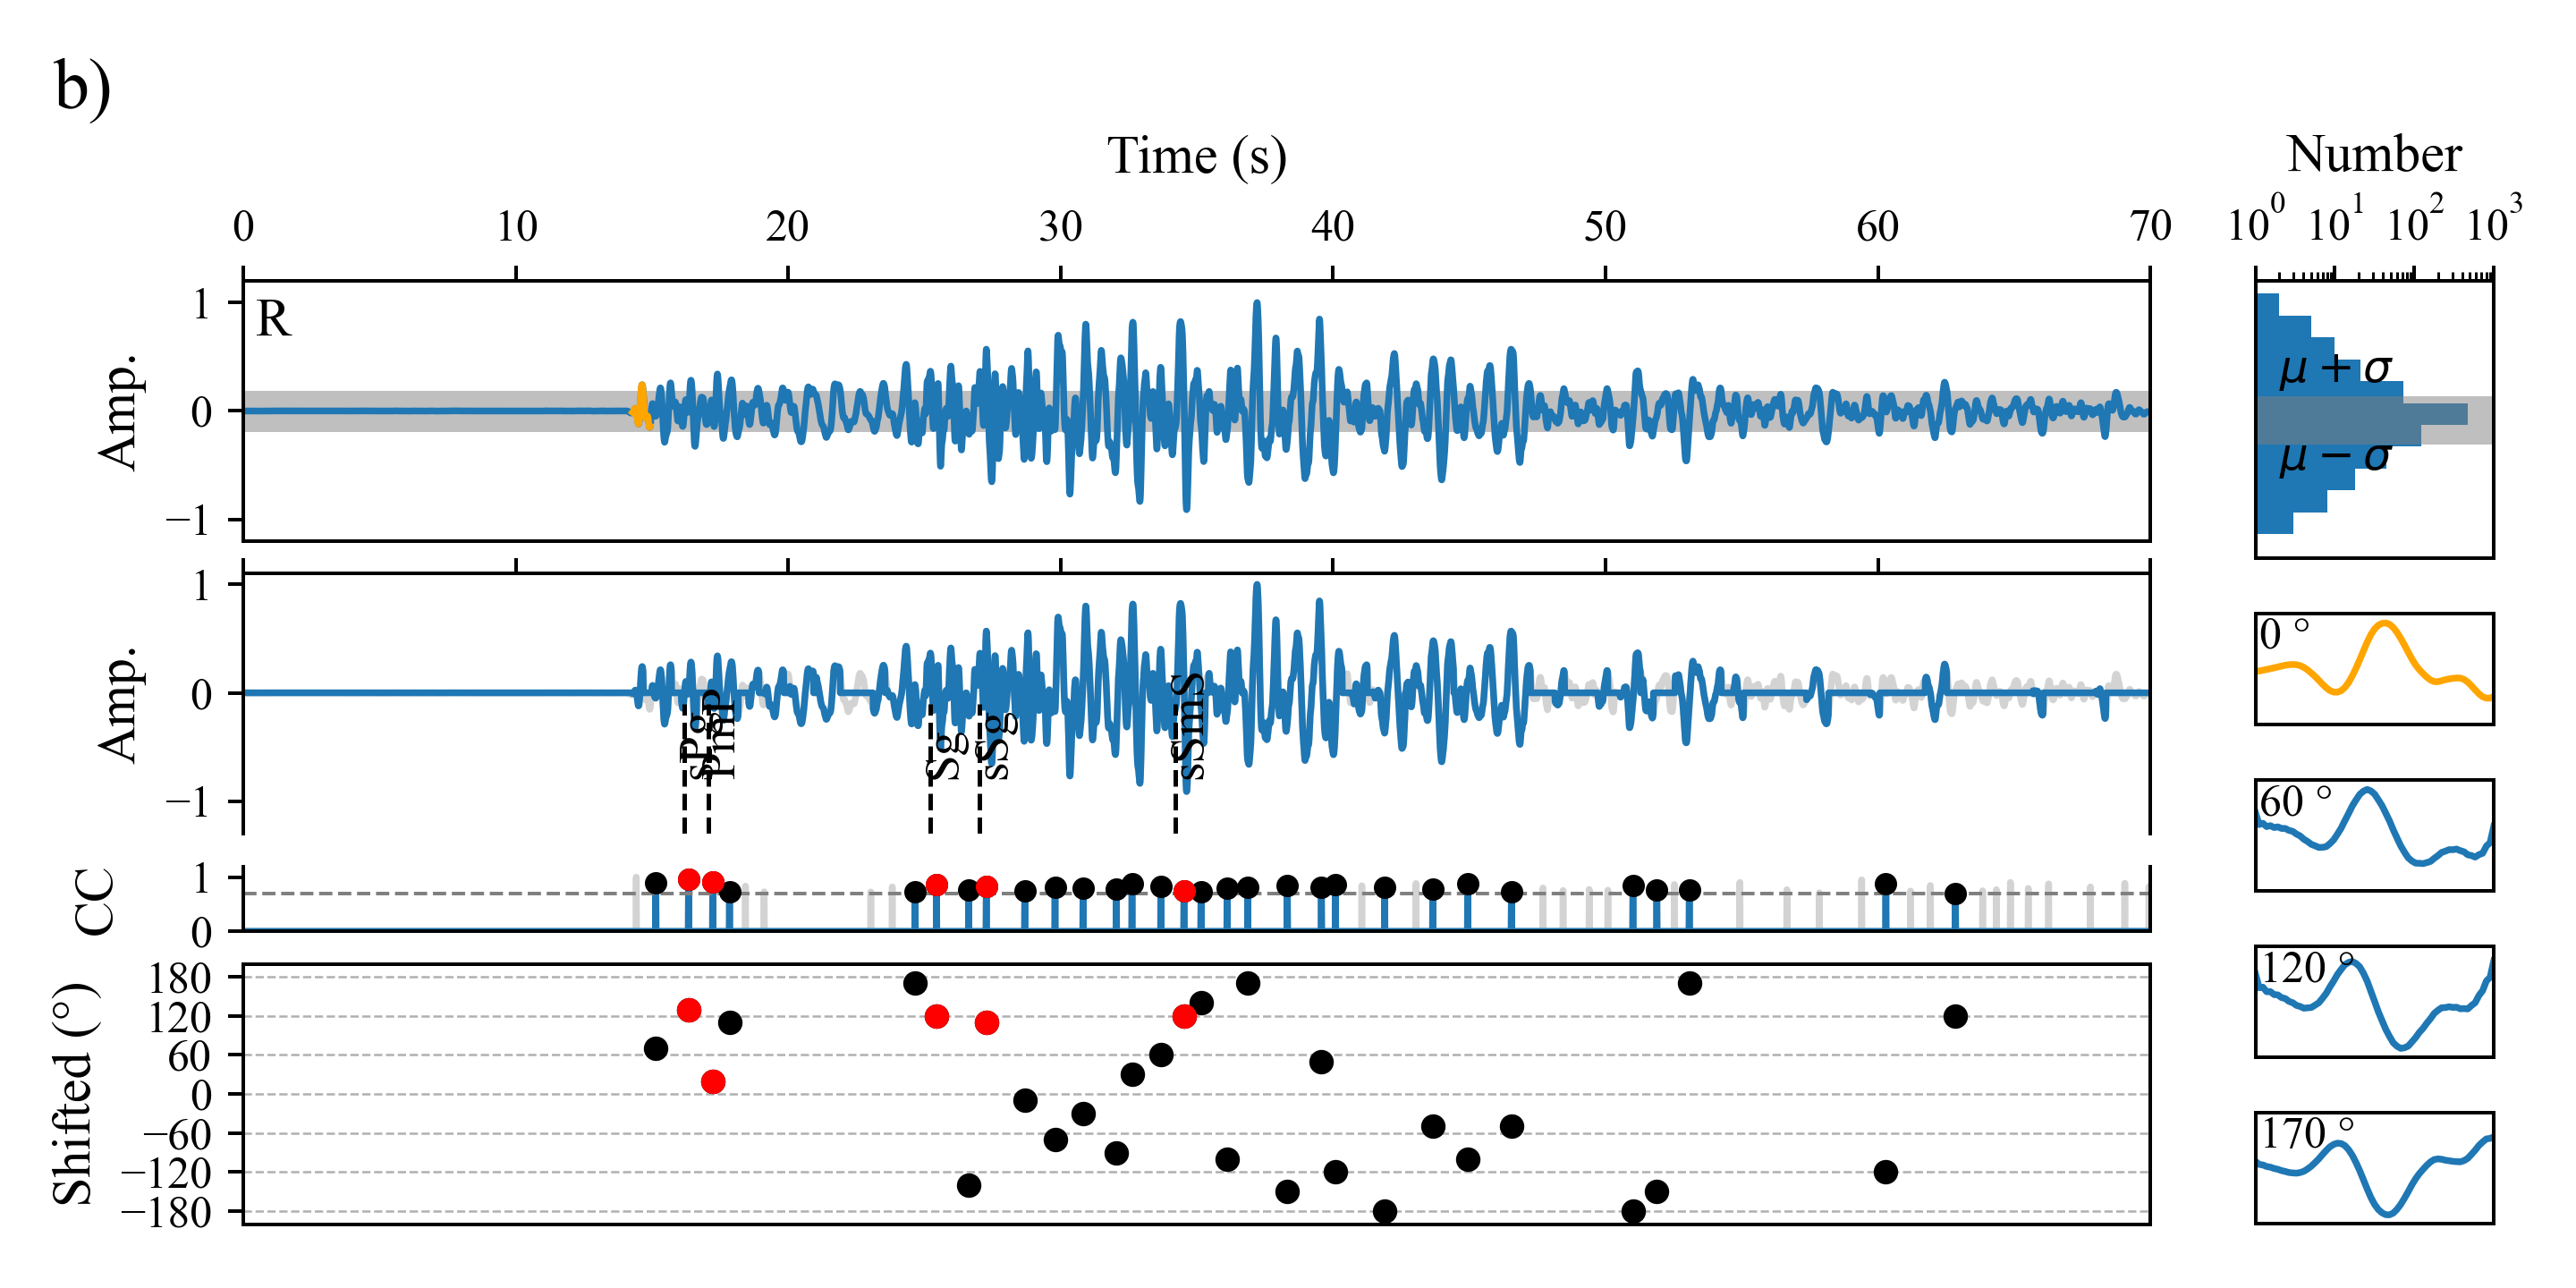 b)
Time (s)
0 10 20 30 40 50 60 70
Number
10^0 10^1 10^2 10^3
R
Amp.
1
0
−1
μ + σ
μ − σ
Amp.
1
0
−1
sPg
PmP
Sg
sSg
sSmS
CC
1
0
Shifted (°)
180
120
60
0
−60
−120
−180
0 °
60 °
120 °
170 °